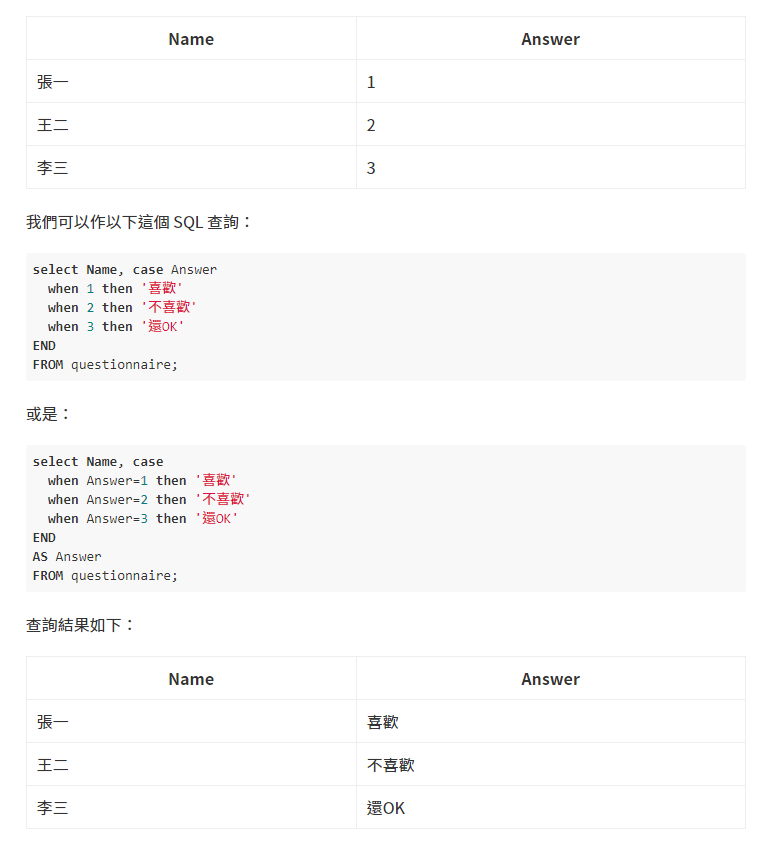 Name Answer
張一 1
王二 2
李三 3
我們可以作以下這個 SQL 查詢：
select Name, case Answer
  when 1 then '喜歡'
  when 2 then '不喜歡'
  when 3 then '還OK'
END
FROM questionnaire;
或是：
select Name, case
  when Answer=1 then '喜歡'
  when Answer=2 then '不喜歡'
  when Answer=3 then '還OK'
END
AS Answer
FROM questionnaire;
查詢結果如下：
Name Answer
張一 喜歡
王二 不喜歡
李三 還OK